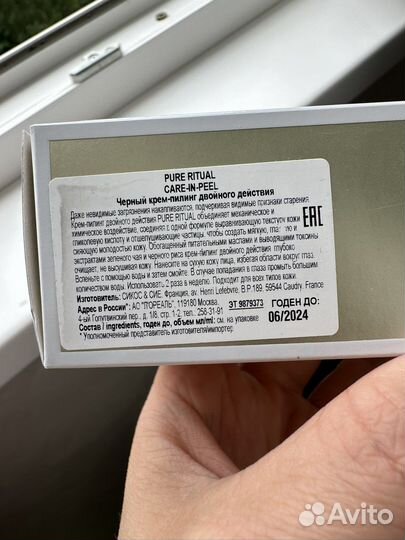 PURE RITUAL
CARE-IN-PEEL
Черный крем-пилинг двойного действия
Даже невидимые загрязнения накапливаются, подчеркивая видимые признаки старения.
Крем-пилинг двойного действия PURE RITUAL объединяет механическое и
химическое воздействие, соединяя в одной формуле выравнивающую текстуру кожи
гликолевую кислоту и отшелушивающие частицы, чтобы создать мягкую, и
сияющую молодостью кожу. Обогащенный питательными маслами и выводящими токсины
экстрактами зеленого чая и черного риса крем-пилинг двойного действия глубоко
очищает, не высушивая кожу. Нанесите на сухую кожу лица, избегая области вокруг глаз.
Вспеньте с помощью воды и затем смойте. В случае попадания в глаза промыть большим
количеством воды. Использовать 2 раза в неделю. Подходит для всех типов кожи.
Изготовитель: СИКОС & СИЕ. Франция, av. Henri Lefebvre. B.P 189. 59544 Caudry. France
Адрес в России*: АО "ЛОРЕАЛЬ", 119180 Москва,
4-ый Голутвинский пер. д. 1/8, стр. 1-2. тел.: 258-31-91
Состав / ingredients, годен до, объем мл/ml: см. на упаковке
* Уполномоченный представитель изготовителя/импортер.
ЭТ 9879373
ГОДЕН ДО:
06/2024
EAC
Avito